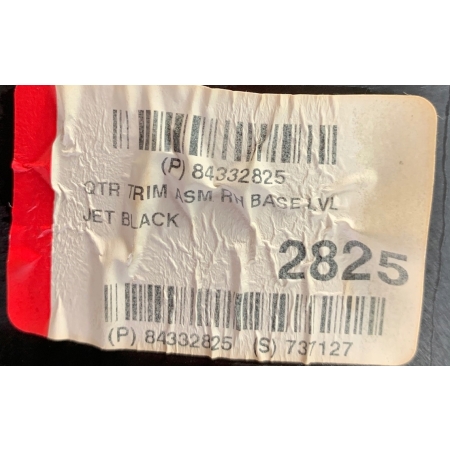 (P) 84332825
QTR TRIM ASM RH BASE LVL
JET BLACK
2825
(P) 84332825 (S) 737127